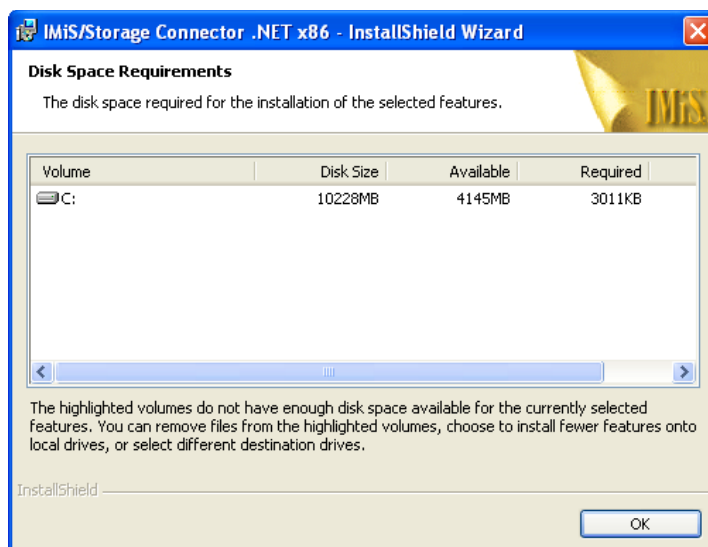 IMiS/Storage Connector .NET x86 - InstallShield Wizard
Disk Space Requirements
The disk space required for the installation of the selected features.
IMiS
Volume Disk Size Available Required
C: 10228MB 4145MB 3011KB
The highlighted volumes do not have enough disk space available for the currently selected
features. You can remove files from the highlighted volumes, choose to install fewer features onto
local drives, or select different destination drives.
InstallShield
OK